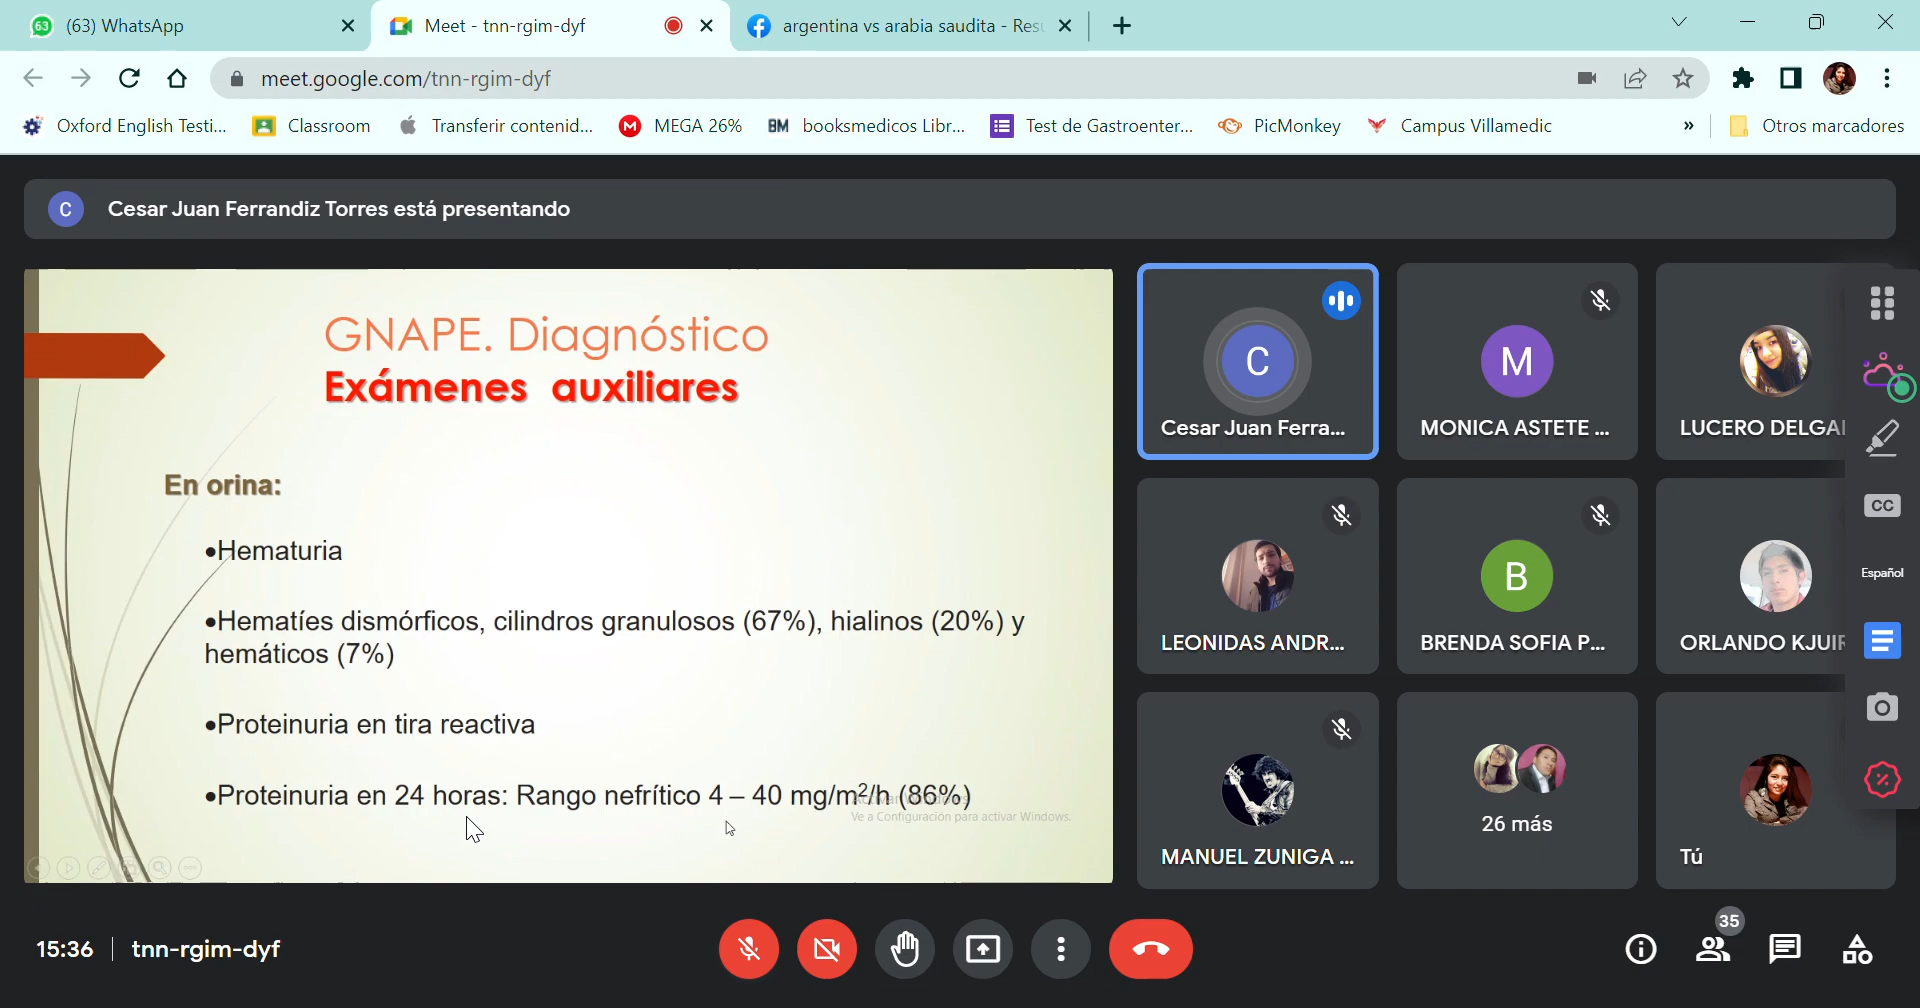 63
(63) WhatsApp
Meet - tnn-rgim-dyf
argentina vs arabia saudita - Resu
meet.google.com/tnn-rgim-dyf
Oxford English Testi...
Classroom
Transferir contenid...
M
MEGA 26%
BM
booksmedicos Libr...
Test de Gastroenter...
PicMonkey
Campus Villamedic
»
Otros marcadores
C
Cesar Juan Ferrandiz Torres está presentando
GNAPE. Diagnóstico
Exámenes auxiliares
En orina:
•Hematuria
•Hematíes dismórficos, cilindros granulosos (67%), hialinos (20%) y
hemáticos (7%)
•Proteinuria en tira reactiva
•Proteinuria en 24 horas: Rango nefrítico 4 – 40 mg/m²/h (86%)
Activar Windows
Ve a Configuración para activar Windows.
C
Cesar Juan Ferra...
M
MONICA ASTETE ...
LUCERO DELGA
LEONIDAS ANDR...
B
BRENDA SOFIA P...
ORLANDO KJUIR
MANUEL ZUNIGA ...
26 más
Tú
CC
Español
15:36
tnn-rgim-dyf
35